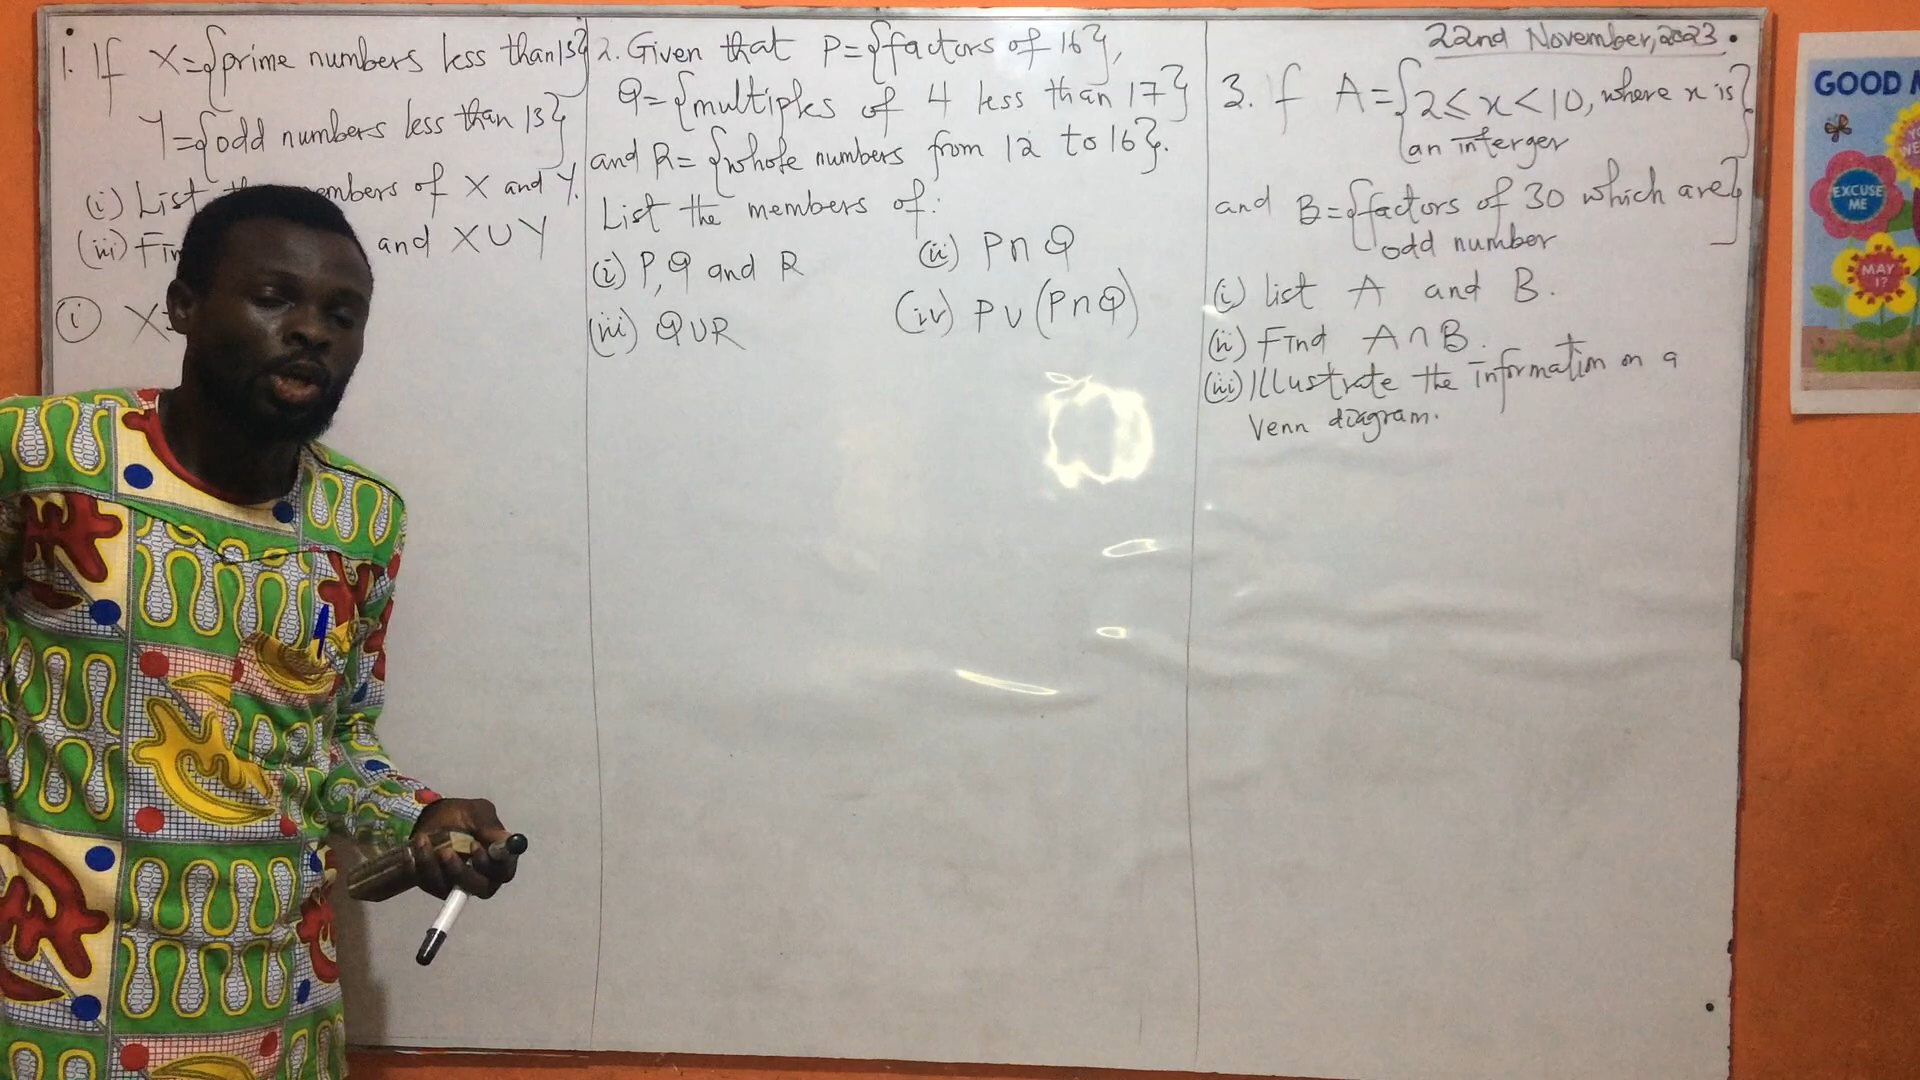 1. If X={prime numbers less than 13}
Y={odd numbers less than 13}
(i) List members of X and Y.
(iii) Fin and X∪Y
(i) X=
2. Given that P={factors of 16},
Q={multiples of 4 less than 17}
and R={whole numbers from 12 to 16}.
List the members of:
(i) P, Q and R (ii) P∩Q
(iii) Q∪R (iv) P∪(P∩Q)
22nd November, 2023.
3. If A={2≤x<10, where x is
an interger}
and B={factors of 30 which are
odd number}
(i) list A and B.
(ii) Find A∩B.
(iii) Illustrate the information on a
Venn diagram.
GOOD
EXCUSE
ME
MAY
I?